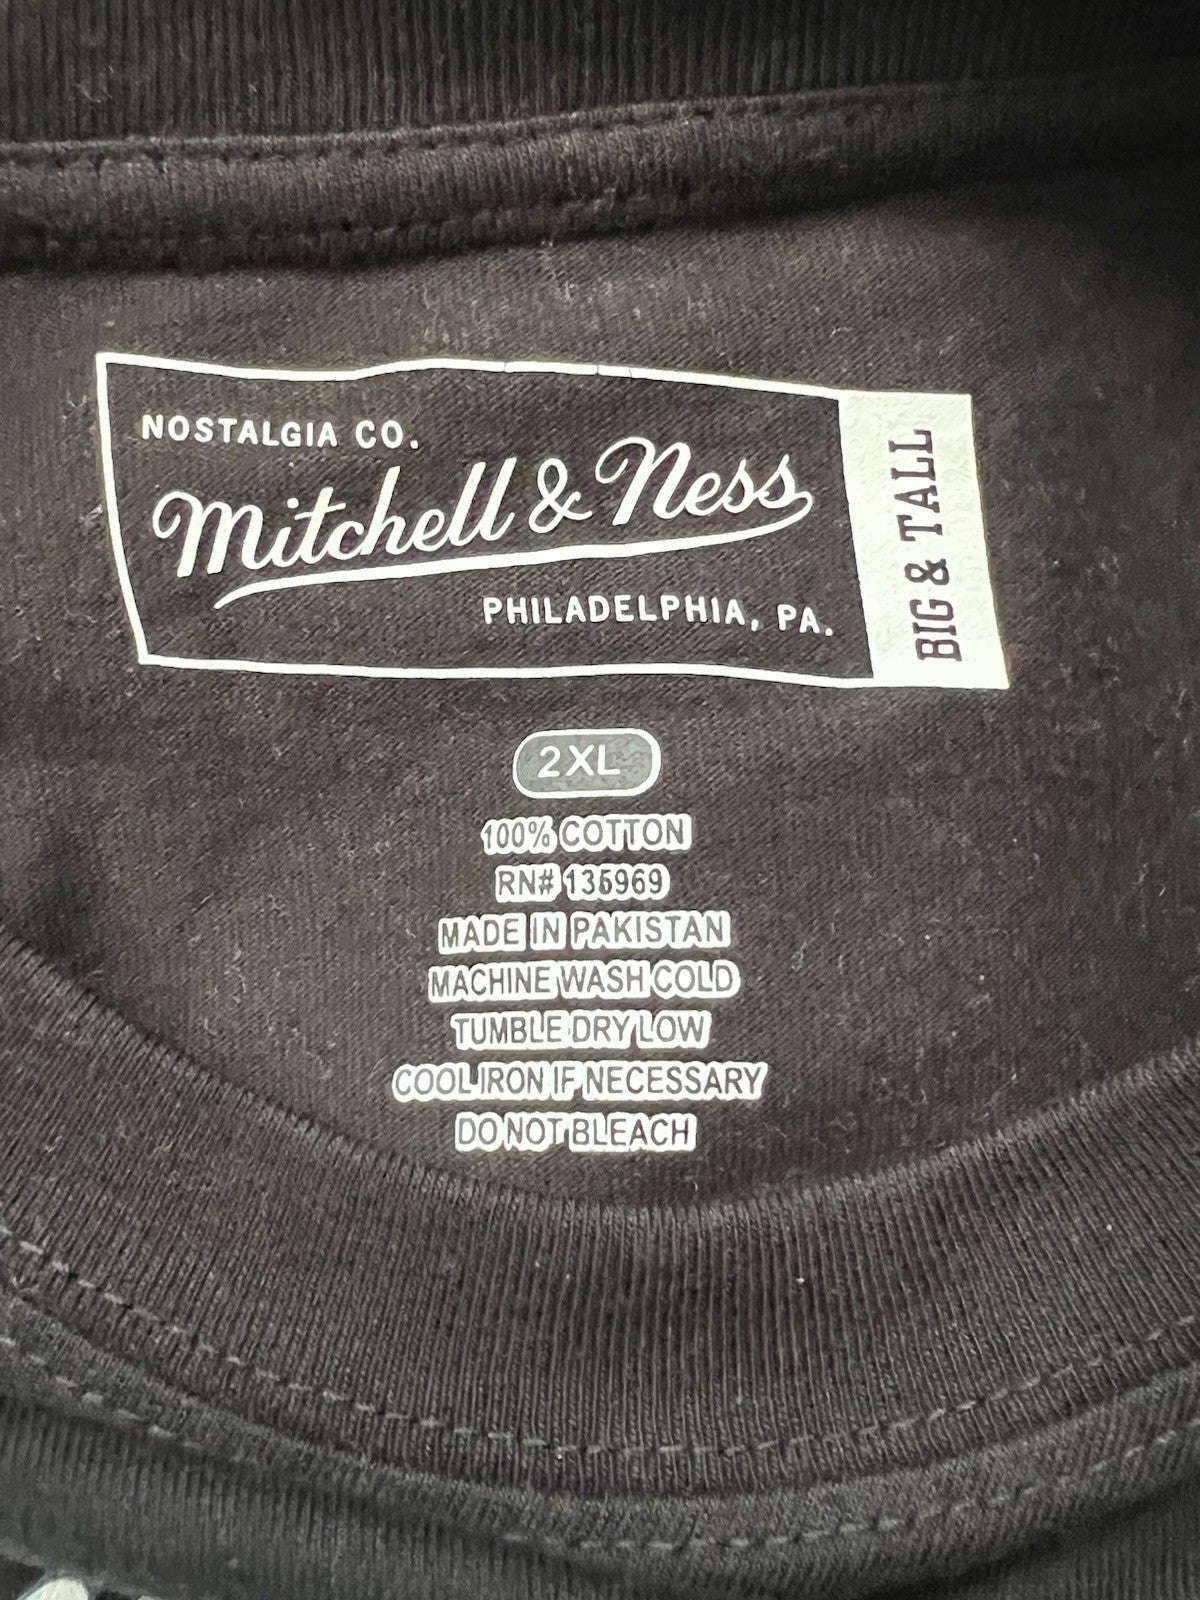 NOSTALGIA CO.
Mitchell & Ness
PHILADELPHIA, PA.
BIG & TALL
2XL
100% COTTON
RN# 135969
MADE IN PAKISTAN
MACHINE WASH COLD
TUMBLE DRY LOW
COOL IRON IF NECESSARY
DO NOT BLEACH